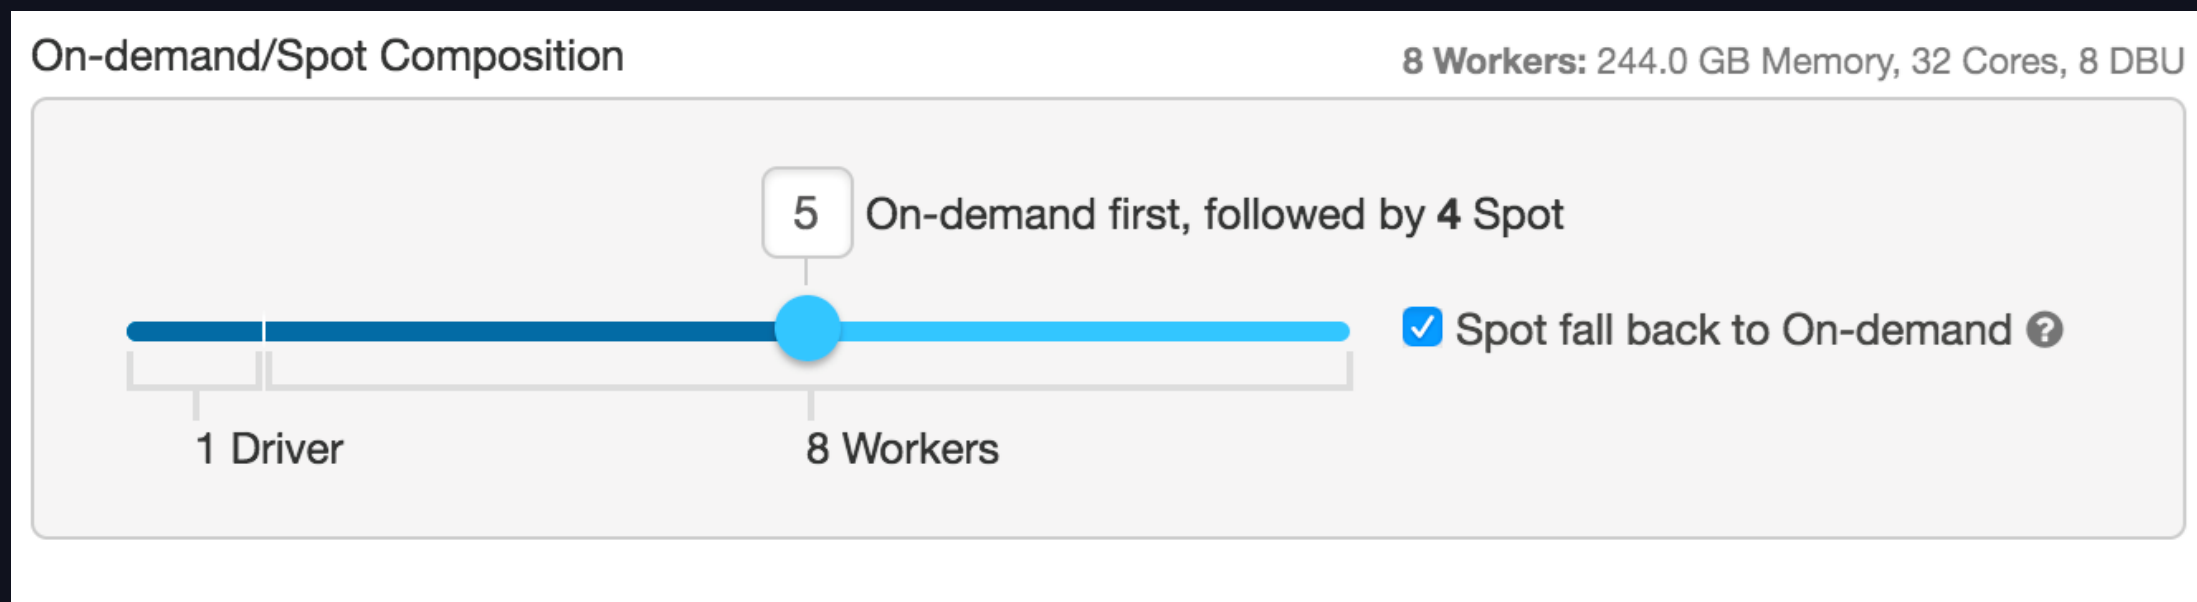 On-demand/Spot Composition
8 Workers: 244.0 GB Memory, 32 Cores, 8 DBU
5 On-demand first, followed by 4 Spot
Spot fall back to On-demand ?
1 Driver
8 Workers